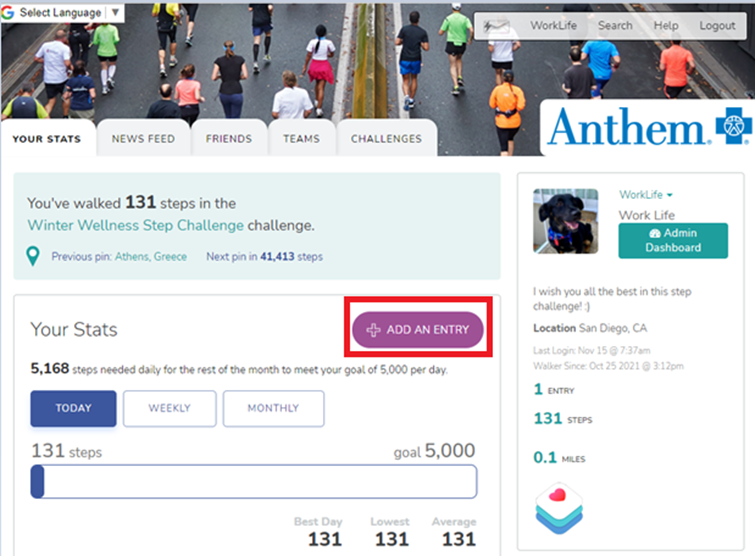 Select Language ▼
WorkLife Search Help Logout
Anthem
YOUR STATS NEWS FEED FRIENDS TEAMS CHALLENGES
You've walked 131 steps in the
Winter Wellness Step Challenge challenge.
Previous pin: Athens, Greece Next pin in 41,413 steps
Your Stats
ADD AN ENTRY
5,168 steps needed daily for the rest of the month to meet your goal of 5,000 per day.
TODAY WEEKLY MONTHLY
131 steps goal 5,000
Best Day Lowest Average
131 131 131
WorkLife
Work Life
Admin
Dashboard
I wish you all the best in this step
challenge! :)
Location San Diego, CA
Last Login: Nov 15 @ 7:37am
Walker Since: Oct 25 2021 @ 3:12pm
1 ENTRY
131 STEPS
0.1 MILES